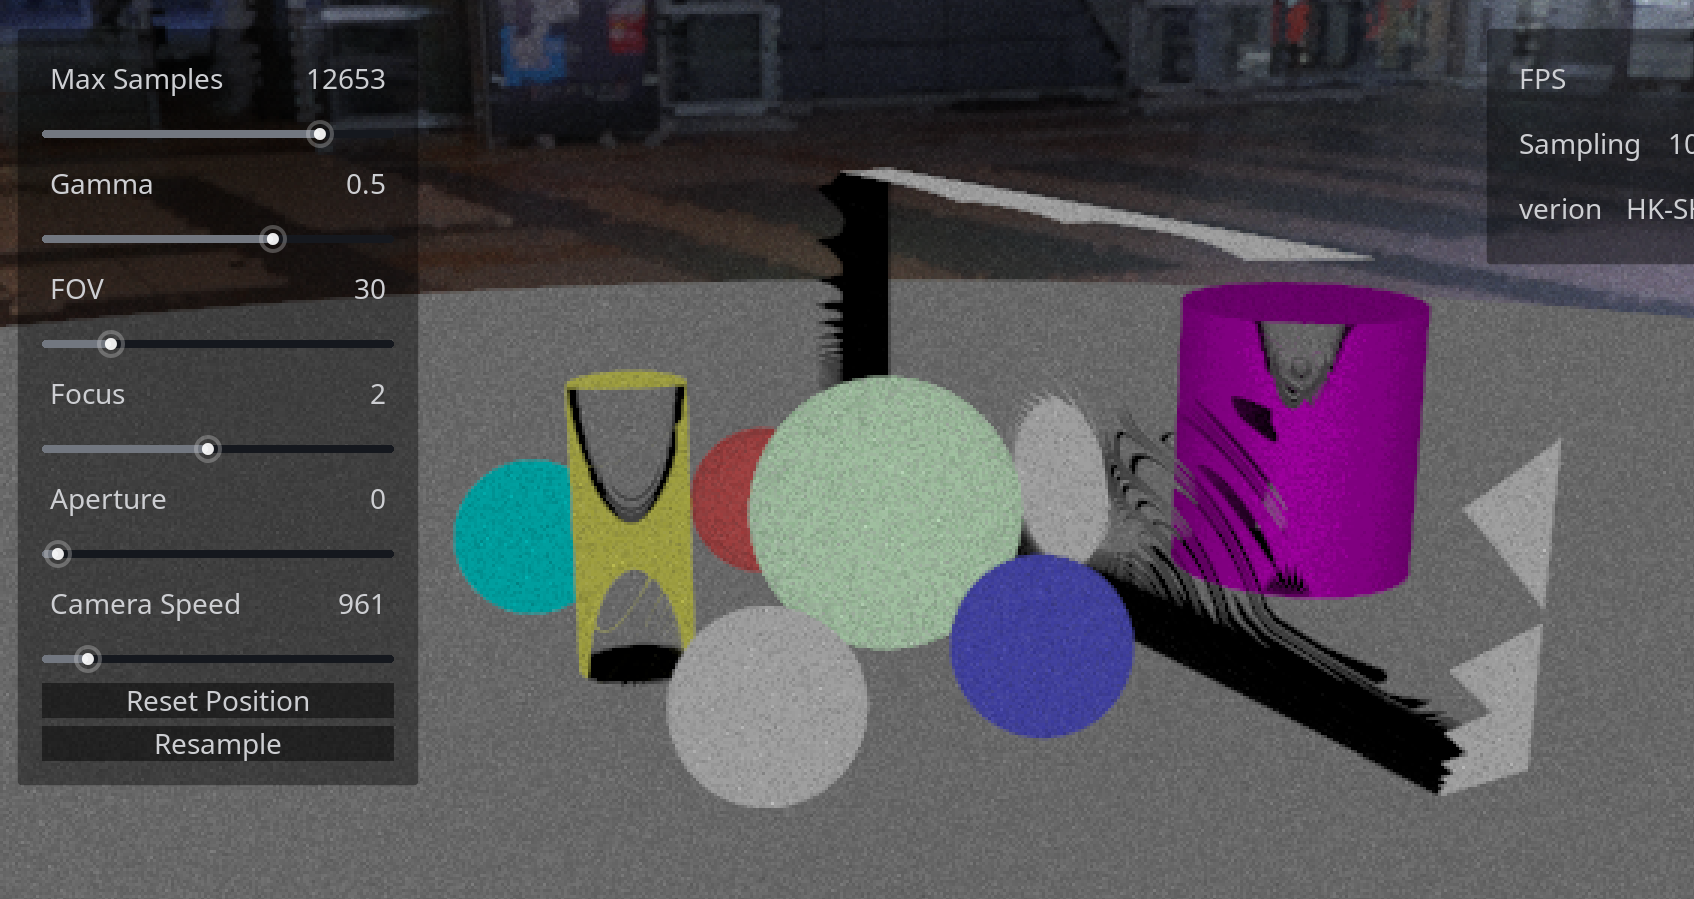 Max Samples 12653
Gamma 0.5
FOV 30
Focus 2
Aperture 0
Camera Speed 961
Reset Position
Resample
FPS
Sampling 10
verion